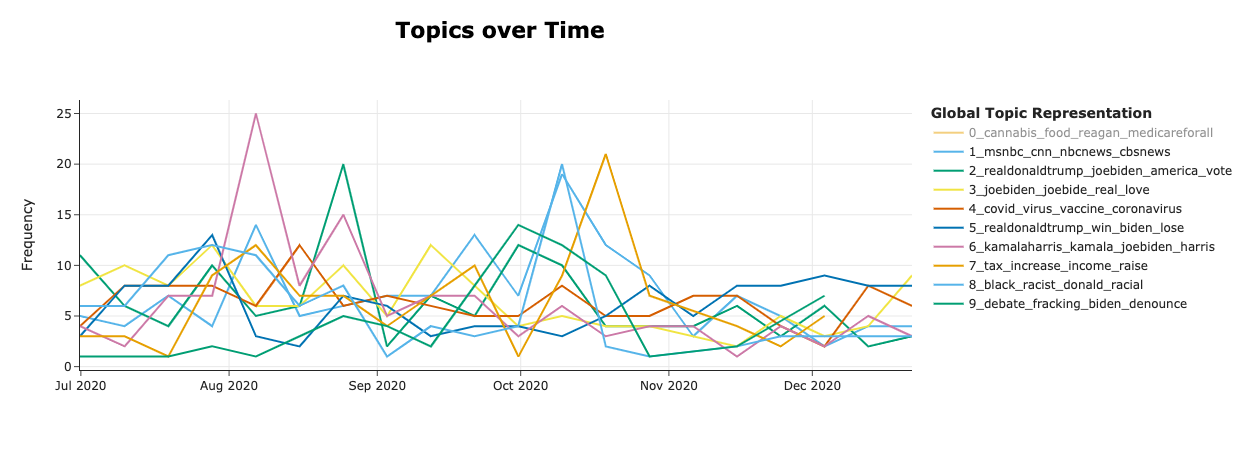 Topics over Time
Global Topic Representation
0_cannabis_food_reagan_medicareforall
1_msnbc_cnn_nbcnews_cbsnews
2_realdonaldtrump_joebiden_america_vote
3_joebiden_joebide_real_love
4_covid_virus_vaccine_coronavirus
5_realdonaldtrump_win_biden_lose
6_kamalaharris_kamala_joebiden_harris
7_tax_increase_income_raise
8_black_racist_donald_racial
9_debate_fracking_biden_denounce
Frequency
25
20
15
10
5
0
Jul 2020
Aug 2020
Sep 2020
Oct 2020
Nov 2020
Dec 2020